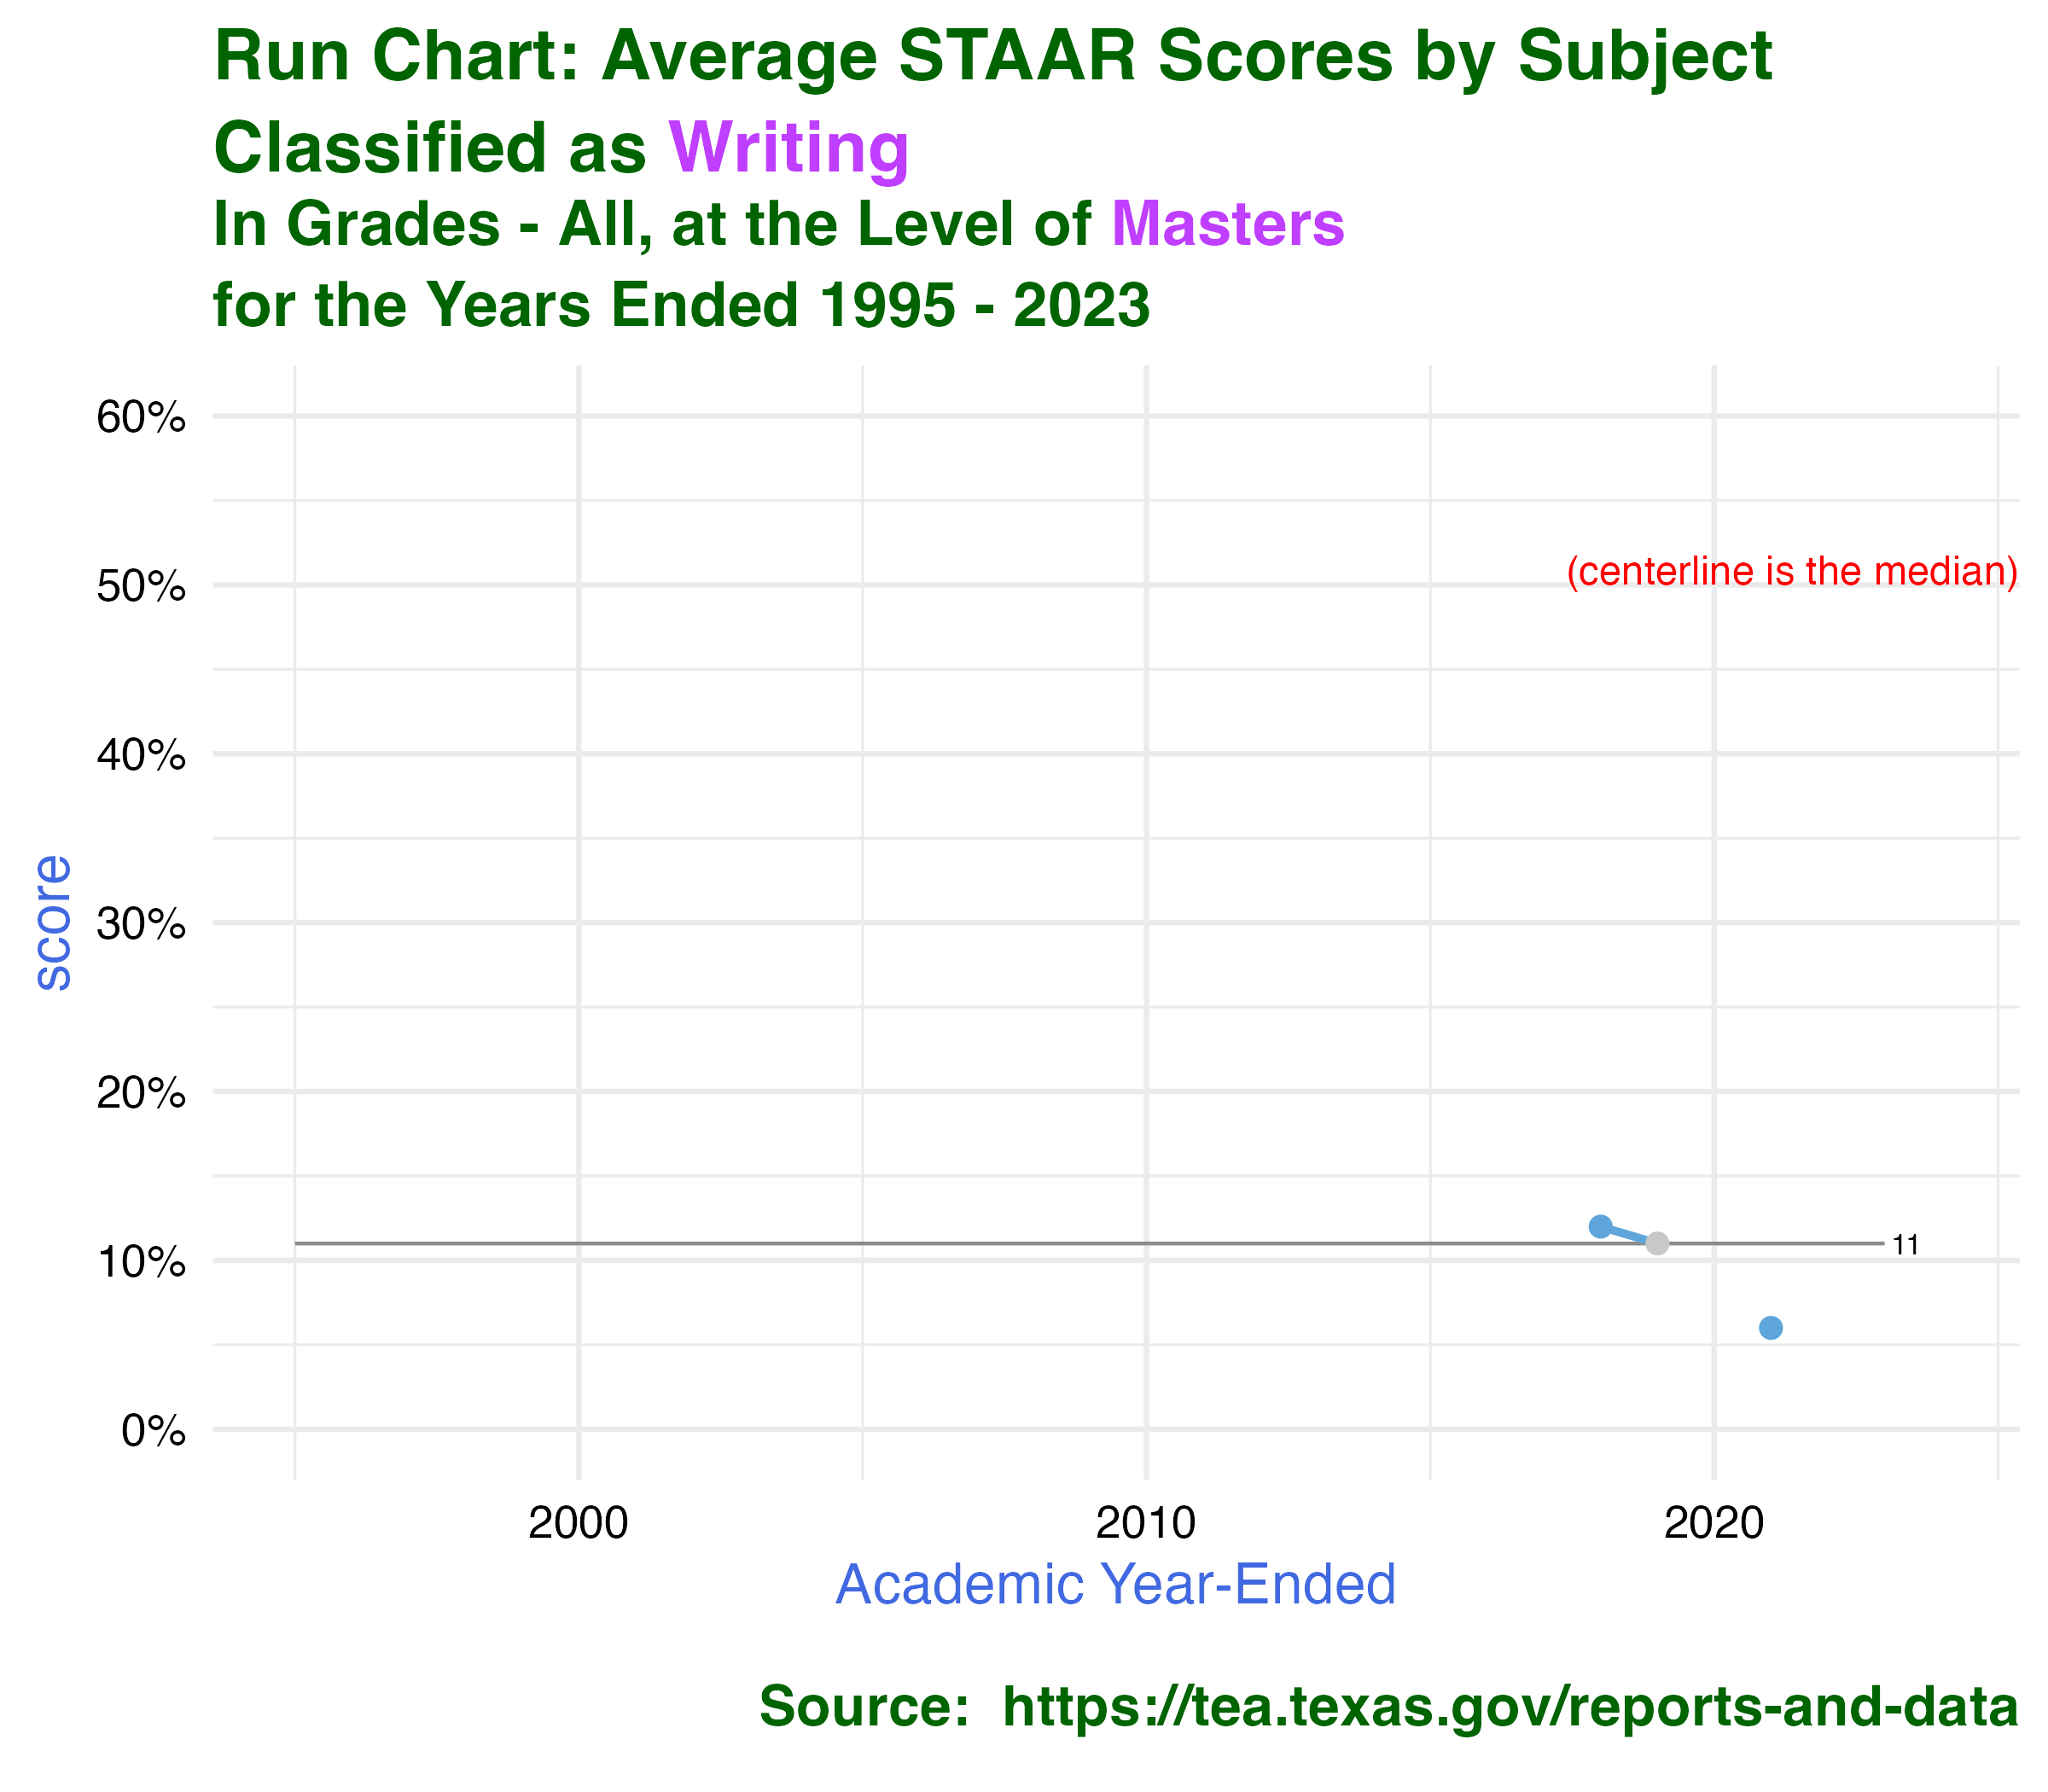 Run Chart: Average STAAR Scores by Subject
Classified as Writing
In Grades - All, at the Level of Masters
for the Years Ended 1995 - 2023
60%
(centerline is the median)
50%
40%
score
30%
20%
10%
11
0%
2000 2010 2020
Academic Year-Ended
Source:  https://tea.texas.gov/reports-and-data